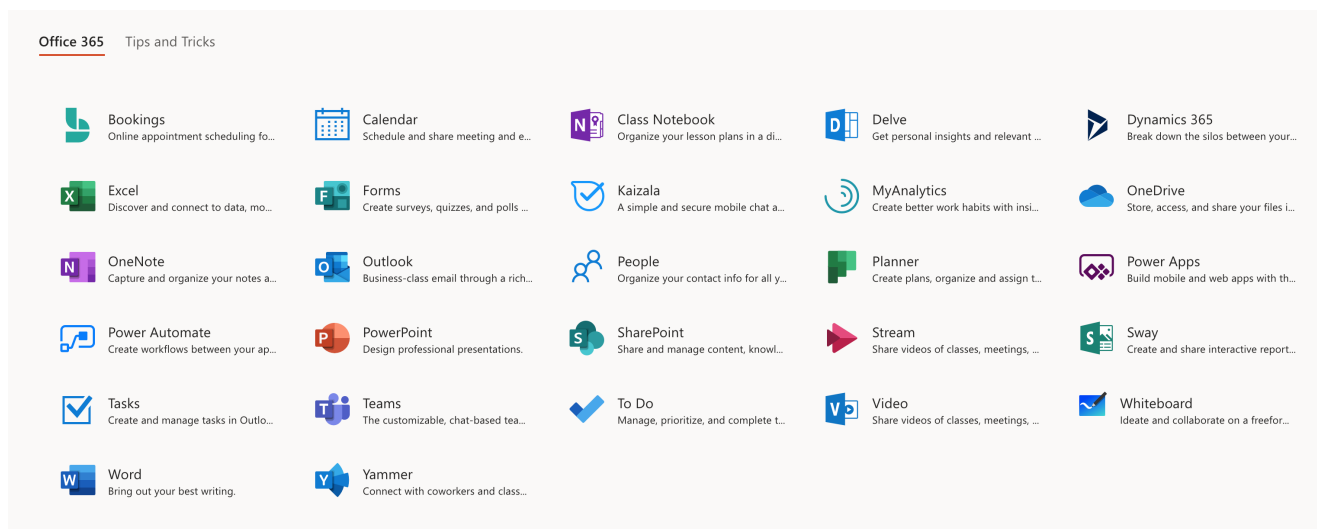 Office 365 Tips and Tricks
Bookings
Online appointment scheduling fo...
Calendar
Schedule and share meeting and e...
Class Notebook
Organize your lesson plans in a di...
Delve
Get personal insights and relevant ...
Dynamics 365
Break down the silos between your...
Excel
Discover and connect to data, mo...
Forms
Create surveys, quizzes, and polls ...
Kaizala
A simple and secure mobile chat a...
MyAnalytics
Create better work habits with insi...
OneDrive
Store, access, and share your files i...
OneNote
Capture and organize your notes a...
Outlook
Business-class email through a rich...
People
Organize your contact info for all y...
Planner
Create plans, organize and assign t...
Power Apps
Build mobile and web apps with th...
Power Automate
Create workflows between your ap...
PowerPoint
Design professional presentations.
SharePoint
Share and manage content, knowl...
Stream
Share videos of classes, meetings, ...
Sway
Create and share interactive report...
Tasks
Create and manage tasks in Outlo...
Teams
The customizable, chat-based tea...
To Do
Manage, prioritize, and complete t...
Video
Share videos of classes, meetings, ...
Whiteboard
Ideate and collaborate on a freefor...
Word
Bring out your best writing.
Yammer
Connect with coworkers and class...